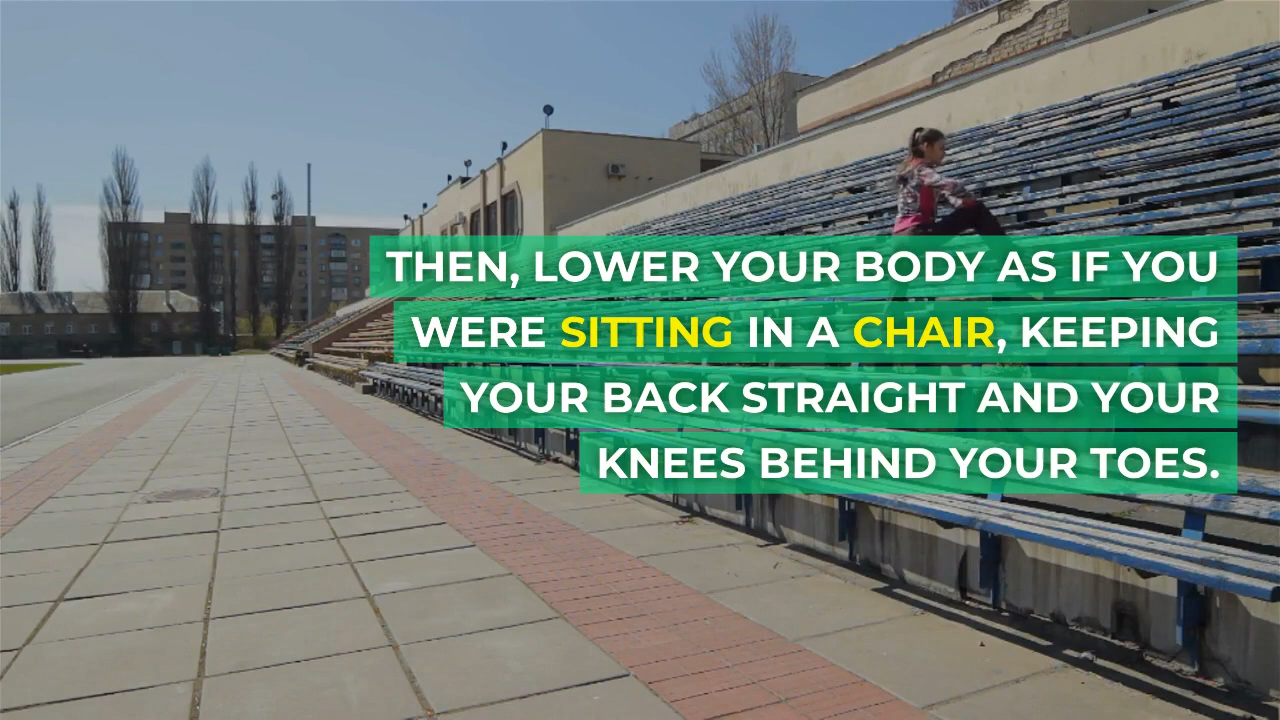 THEN, LOWER YOUR BODY AS IF YOU
WERE SITTING IN A CHAIR, KEEPING
YOUR BACK STRAIGHT AND YOUR
KNEES BEHIND YOUR TOES.